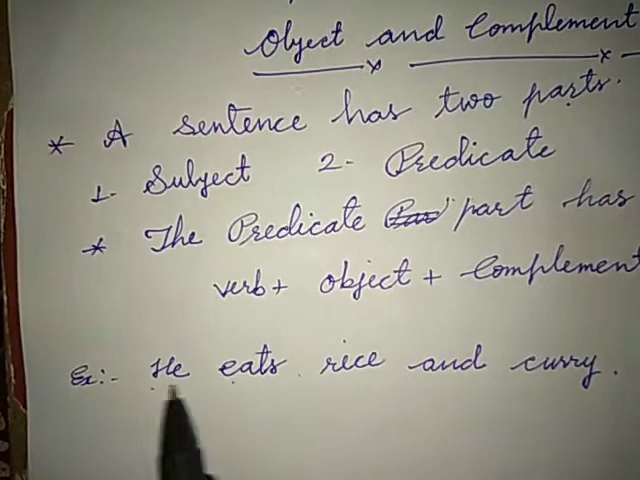 Object and Complement
* A sentence has two parts.
1- Subject 2- Predicate
* The Predicate part has
verb + object + Complement
Ex:- He eats rice and curry.